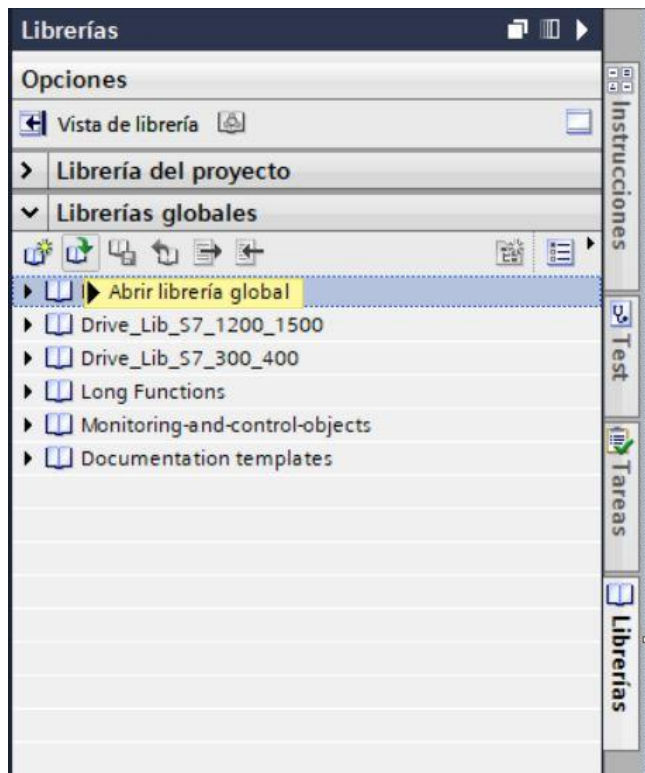 Librerías
Opciones
Vista de librería
Librería del proyecto
Librerías globales
Abrir librería global
Drive_Lib_S7_1200_1500
Drive_Lib_S7_300_400
Long Functions
Monitoring-and-control-objects
Documentation templates
Instrucciones
Test
Tareas
Librerías